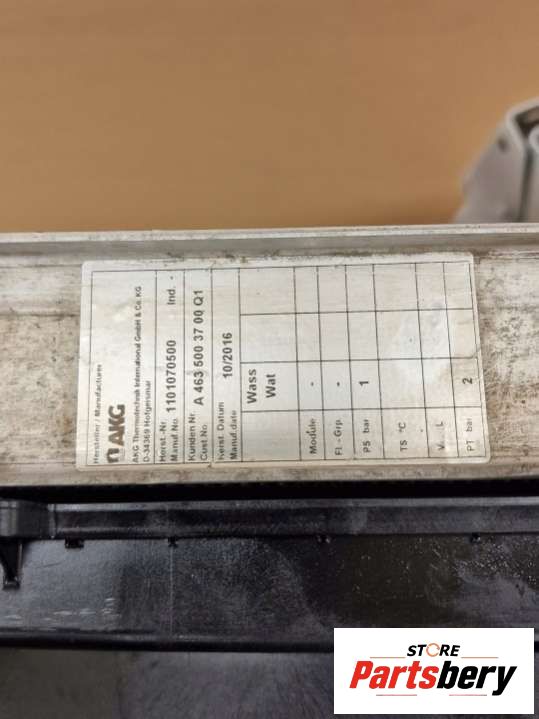 Hersteller / Manufacturer
AKG
AKG Thermotechnik International GmbH & Co. KG
D-34369 Hofgeismar
Herst.-Nr.
Manuf.No. 1101070500 Ind. -
Kunden Nr.
Cust No. A 463 500 37 00 Q1
Herst. Datum
Manuf.date 10/2016
Wass
Wat
Module -
Fl - Grp. -
PS bar 1
TS °C -
V L -
PT bar 2
STORE
Partsbery